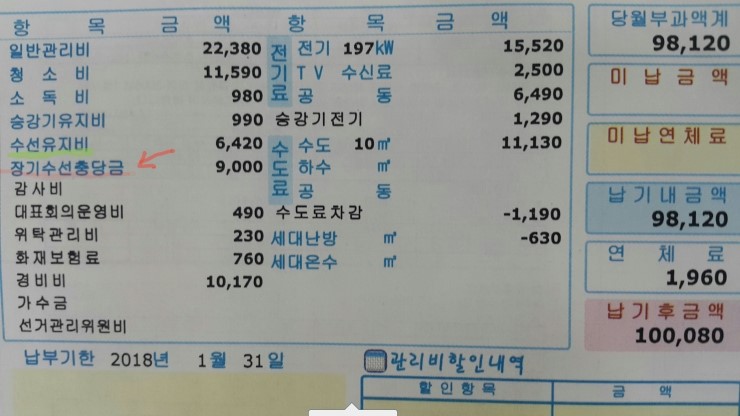 항 목 금 액 항 목 금 액
일반관리비 22,380 전기 197kW 15,520
청 소 비 11,590 TV 수신료 2,500
소 독 비 980 공 동 6,490
승강기유지비 990 승강기전기 1,290
수선유지비 6,420 수도 10㎥ 11,130
장기수선충당금 9,000 하수 ㎥
감사비 공 동
대표회의운영비 490 수도료차감 -1,190
위탁관리비 230 세대난방 ㎥ -630
화재보험료 760 세대온수 ㎥
경비비 10,170
가수금
선거관리위원비
전기료
수도료
당월부과액계
98,120
미납금액
미납연체료
납기내금액
98,120
연 체 료
1,960
납기후금액
100,080
납부기한 2018년 1월 31일
관리비할인내역
할인항목 금 액